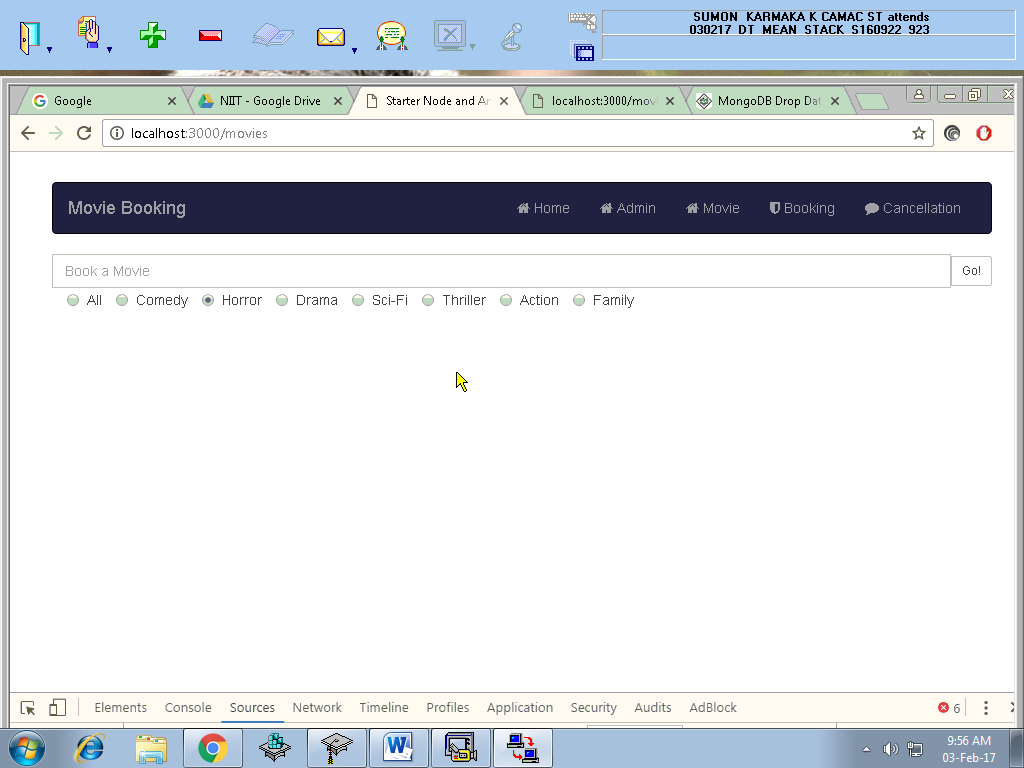 SUMON KARMAKA K CAMAC ST attends
030217 DT MEAN STACK S160922 923
Google
NIIT - Google Drive
Starter Node and Ar
localhost:3000/movi
MongoDB Drop Dat
localhost:3000/movies
Movie Booking
Home
Admin
Movie
Booking
Cancellation
Book a Movie
Go!
All
Comedy
Horror
Drama
Sci-Fi
Thriller
Action
Family
Elements
Console
Sources
Network
Timeline
Profiles
Application
Security
Audits
AdBlock
6
9:56 AM
03-Feb-17